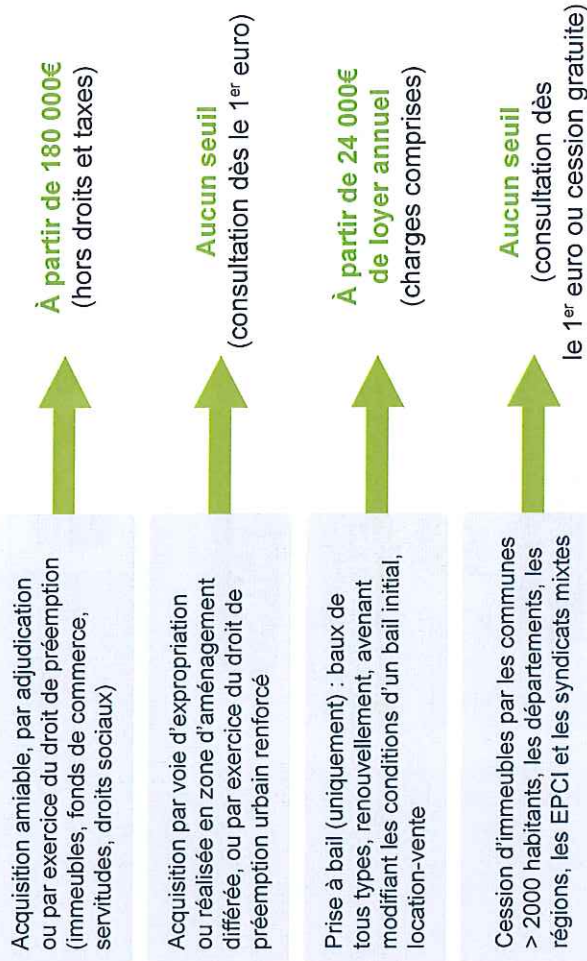 Acquisition amiable, par adjudication
ou par exercice du droit de préemption
(immeubles, fonds de commerce,
servitudes, droits sociaux)
À partir de 180 000€
(hors droits et taxes)
Acquisition par voie d'expropriation
ou réalisée en zone d'aménagement
différée, ou par exercice du droit de
préemption urbain renforcé
Aucun seuil
(consultation dès le 1er euro)
Prise à bail (uniquement) : baux de
tous types, renouvellement, avenant
modifiant les conditions d'un bail initial,
location-vente
À partir de 24 000€
de loyer annuel
(charges comprises)
Cession d'immeubles par les communes
> 2000 habitants, les départements, les
régions, les EPCI et les syndicats mixtes
Aucun seuil
(consultation dès
le 1er euro ou cession gratuite)